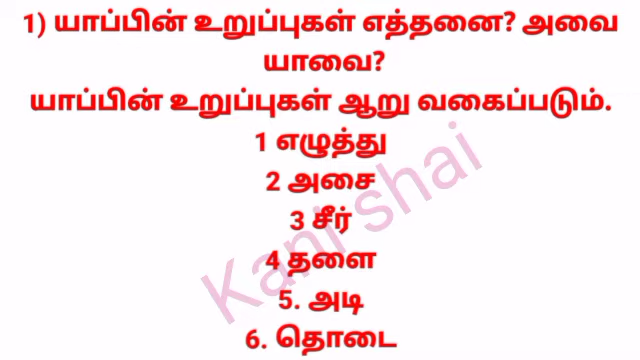 1) யாப்பின் உறுப்புகள் எத்தனை? அவை
யாவை?
யாப்பின் உறுப்புகள் ஆறு வகைப்படும்.
1 எழுத்து
2 அசை
3 சீர்
4 தளை
5. அடி
6. தொடை
Kani shai